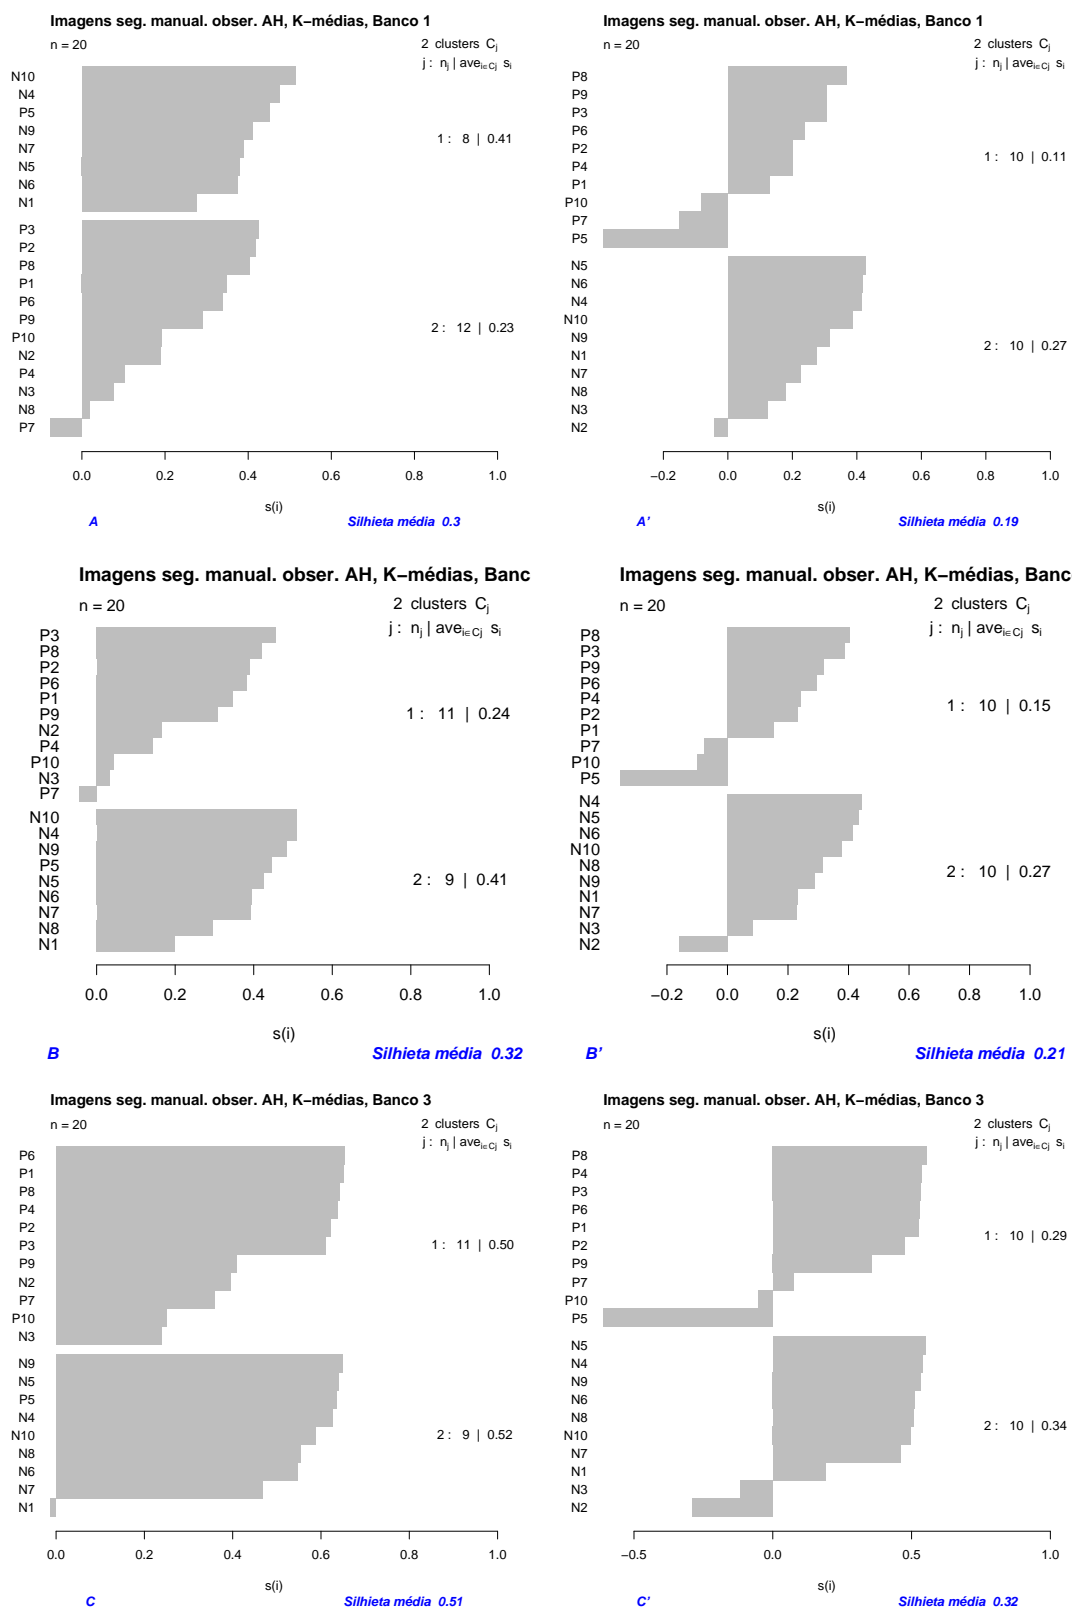 Imagens seg. manual. obser. AH, K−médias, Banco 1
n = 20
2 clusters Cj
j : nj | avei∈Cj si
N10
N4
P5
N9
N7
N5
N6
N1
1 : 8 | 0.41
P3
P2
P8
P1
P6
P9
P10
N2
P4
N3
N8
P7
2 : 12 | 0.23
0.0 0.2 0.4 0.6 0.8 1.0
s(i)
A
Silhieta média 0.3
Imagens seg. manual. obser. AH, K−médias, Banco 1
n = 20
2 clusters Cj
j : nj | avei∈Cj si
P8
P9
P3
P6
P2
P4
P1
P10
P7
P5
1 : 10 | 0.11
N5
N6
N4
N10
N9
N1
N7
N8
N3
N2
2 : 10 | 0.27
−0.2 0.0 0.2 0.4 0.6 0.8 1.0
s(i)
A'
Silhieta média 0.19
Imagens seg. manual. obser. AH, K−médias, Banc
n = 20
2 clusters Cj
j : nj | avei∈Cj si
P3
P8
P2
P6
P1
P9
N2
P4
P10
N3
P7
1 : 11 | 0.24
N10
N4
N9
P5
N5
N6
N7
N8
N1
2 : 9 | 0.41
0.0 0.2 0.4 0.6 0.8 1.0
s(i)
B
Silhieta média 0.32
Imagens seg. manual. obser. AH, K−médias, Banc
n = 20
2 clusters Cj
j : nj | avei∈Cj si
P8
P3
P9
P6
P4
P2
P1
P7
P10
P5
1 : 10 | 0.15
N4
N5
N6
N10
N8
N9
N1
N7
N3
N2
2 : 10 | 0.27
−0.2 0.0 0.2 0.4 0.6 0.8 1.0
s(i)
B'
Silhieta média 0.21
Imagens seg. manual. obser. AH, K−médias, Banco 3
n = 20
2 clusters Cj
j : nj | avei∈Cj si
P6
P1
P8
P4
P2
P3
P9
N2
P7
P10
N3
1 : 11 | 0.50
N9
N5
P5
N4
N10
N8
N6
N7
N1
2 : 9 | 0.52
0.0 0.2 0.4 0.6 0.8 1.0
s(i)
C
Silhieta média 0.51
Imagens seg. manual. obser. AH, K−médias, Banco 3
n = 20
2 clusters Cj
j : nj | avei∈Cj si
P8
P4
P3
P6
P1
P2
P9
P7
P10
P5
1 : 10 | 0.29
N5
N4
N9
N6
N8
N10
N7
N1
N3
N2
2 : 10 | 0.34
−0.5 0.0 0.5 1.0
s(i)
C'
Silhieta média 0.32